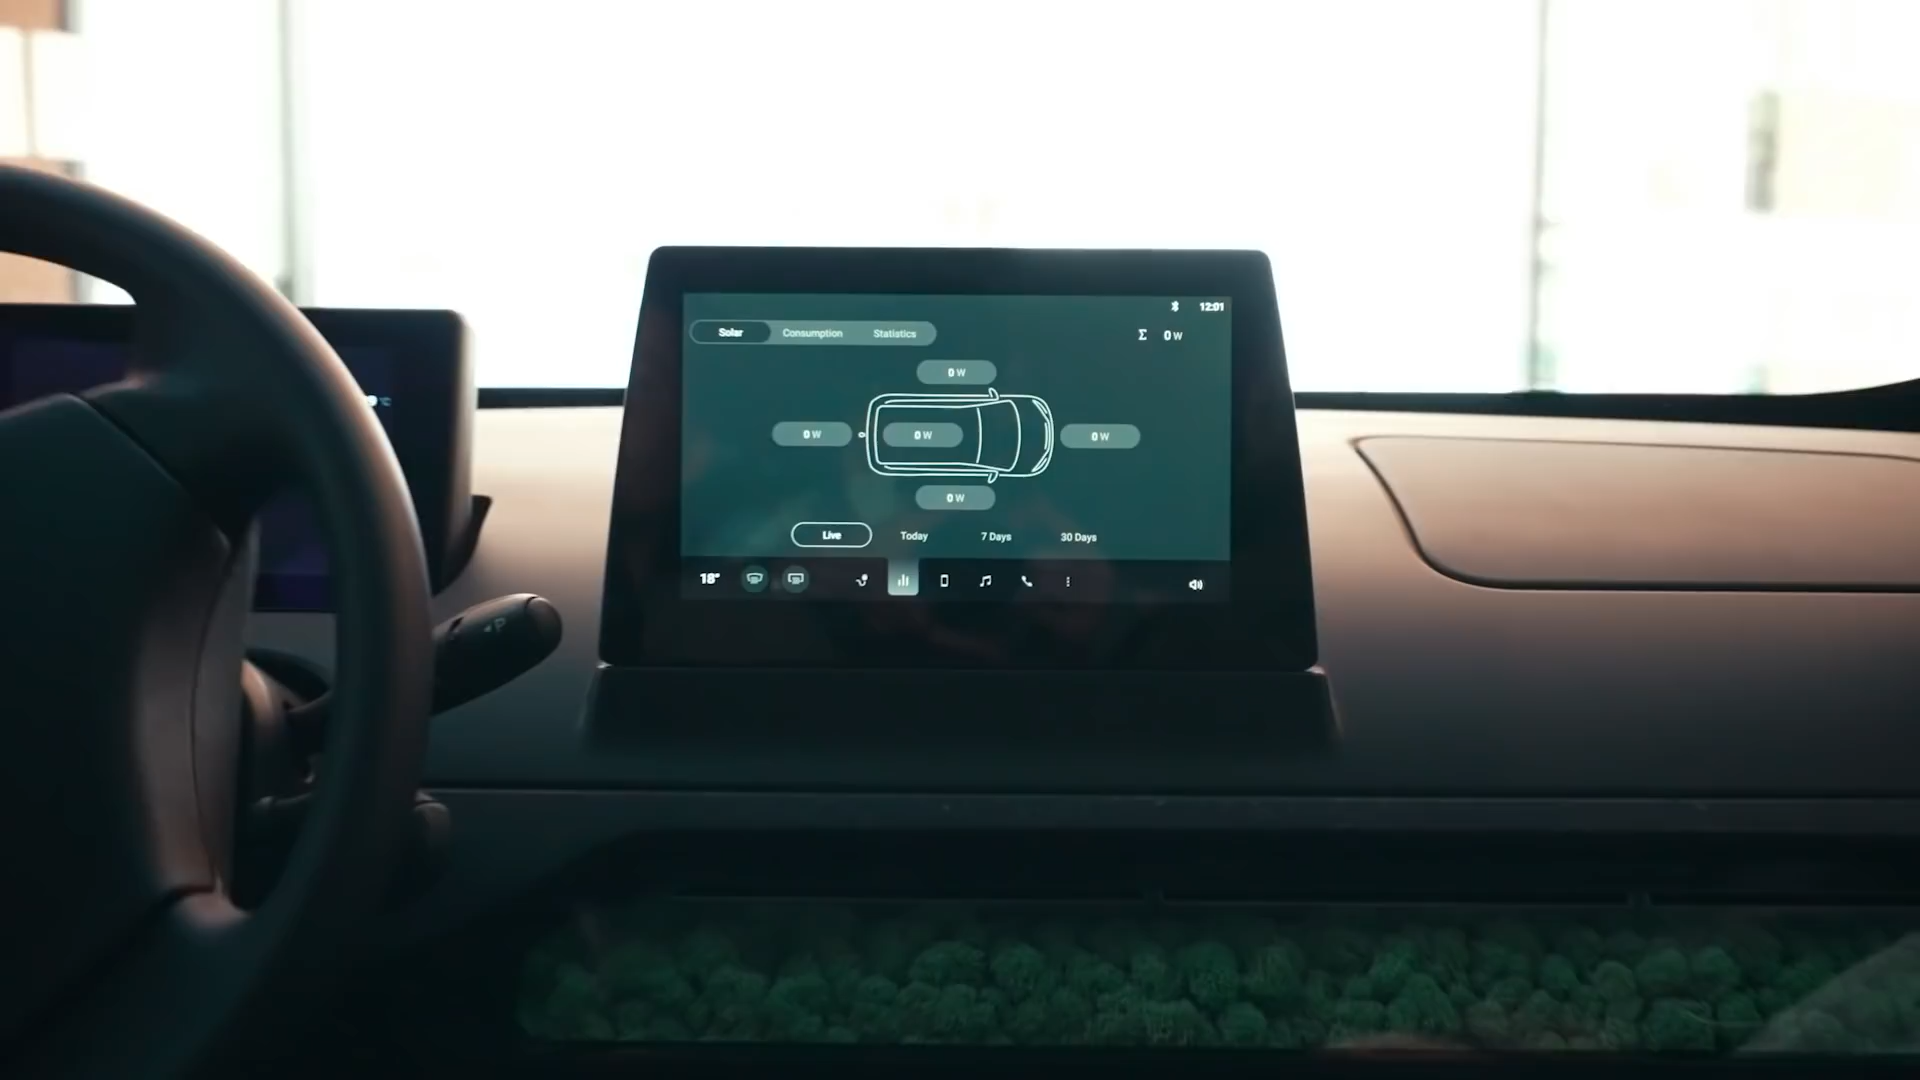 12:01
Solar Consumption Statistics
Σ 0 W
0 W
0 W 0 W 0 W
0 W
Live Today 7 Days 30 Days
18°
P
°C